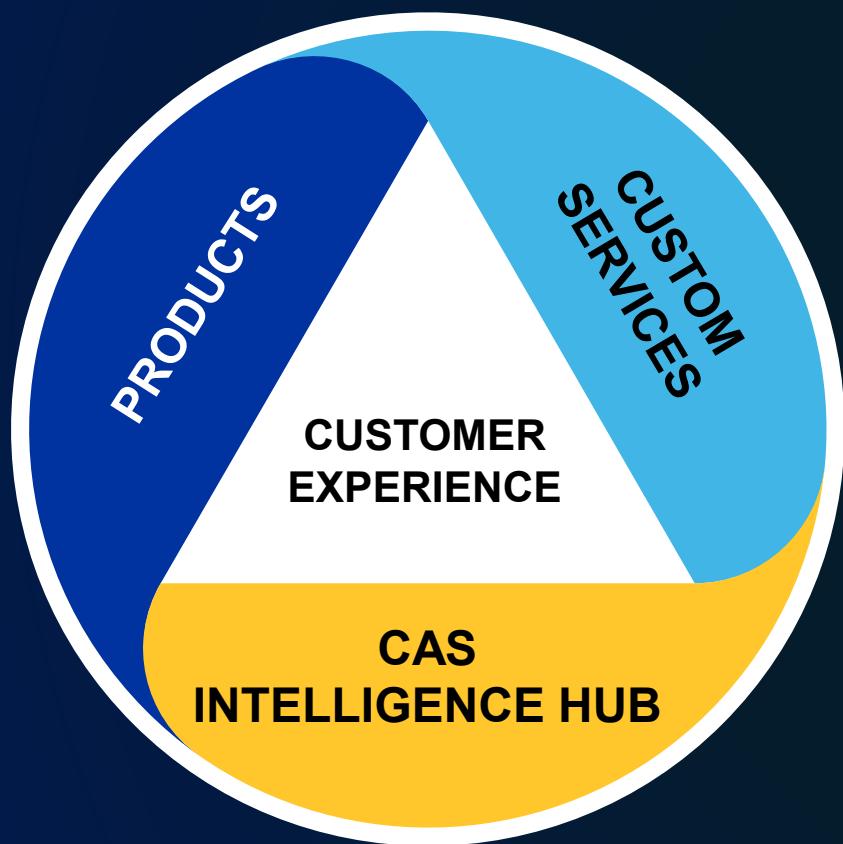 PRODUCTS
CUSTOM
SERVICES
CUSTOMER
EXPERIENCE
CAS
INTELLIGENCE HUB